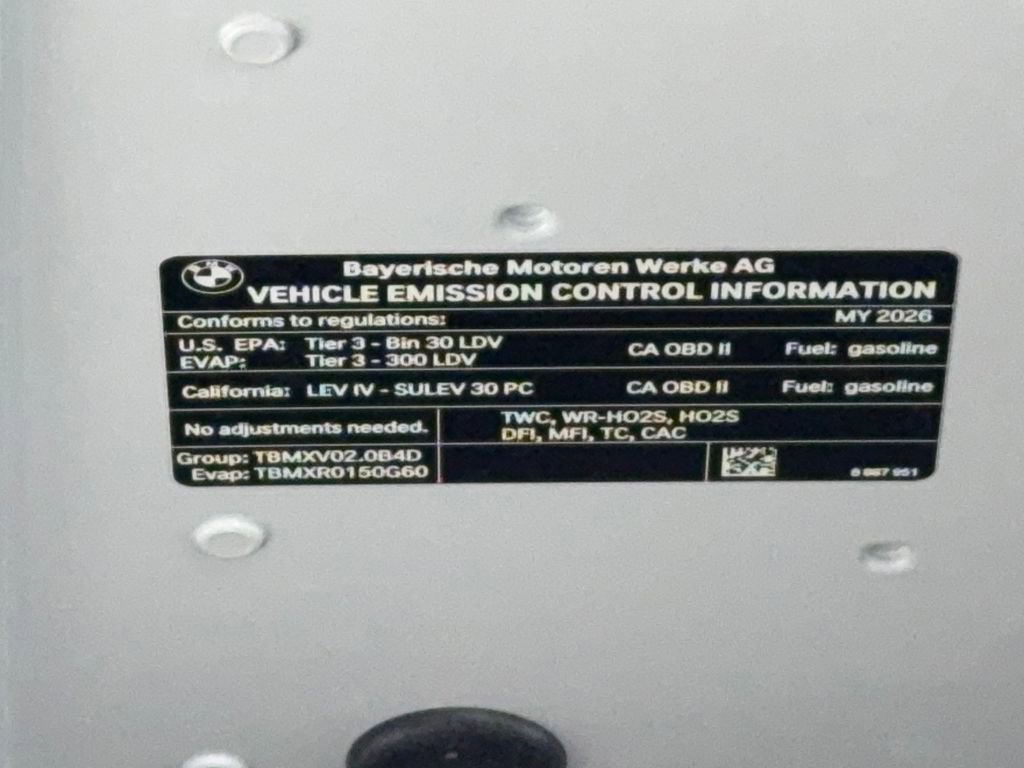 BMW
Bayerische Motoren Werke AG
VEHICLE EMISSION CONTROL INFORMATION
Conforms to regulations: MY 2026
U.S. EPA: Tier 3 - Bin 30 LDV
EVAP: Tier 3 - 300 LDV CA OBD II Fuel: gasoline
California: LEV IV - SULEV 30 PC CA OBD II Fuel: gasoline
No adjustments needed.
TWC, WR-HO2S, HO2S
DFI, MFI, TC, CAC
Group: TBMXV02.0B4D
Evap: TBMXR0150G60